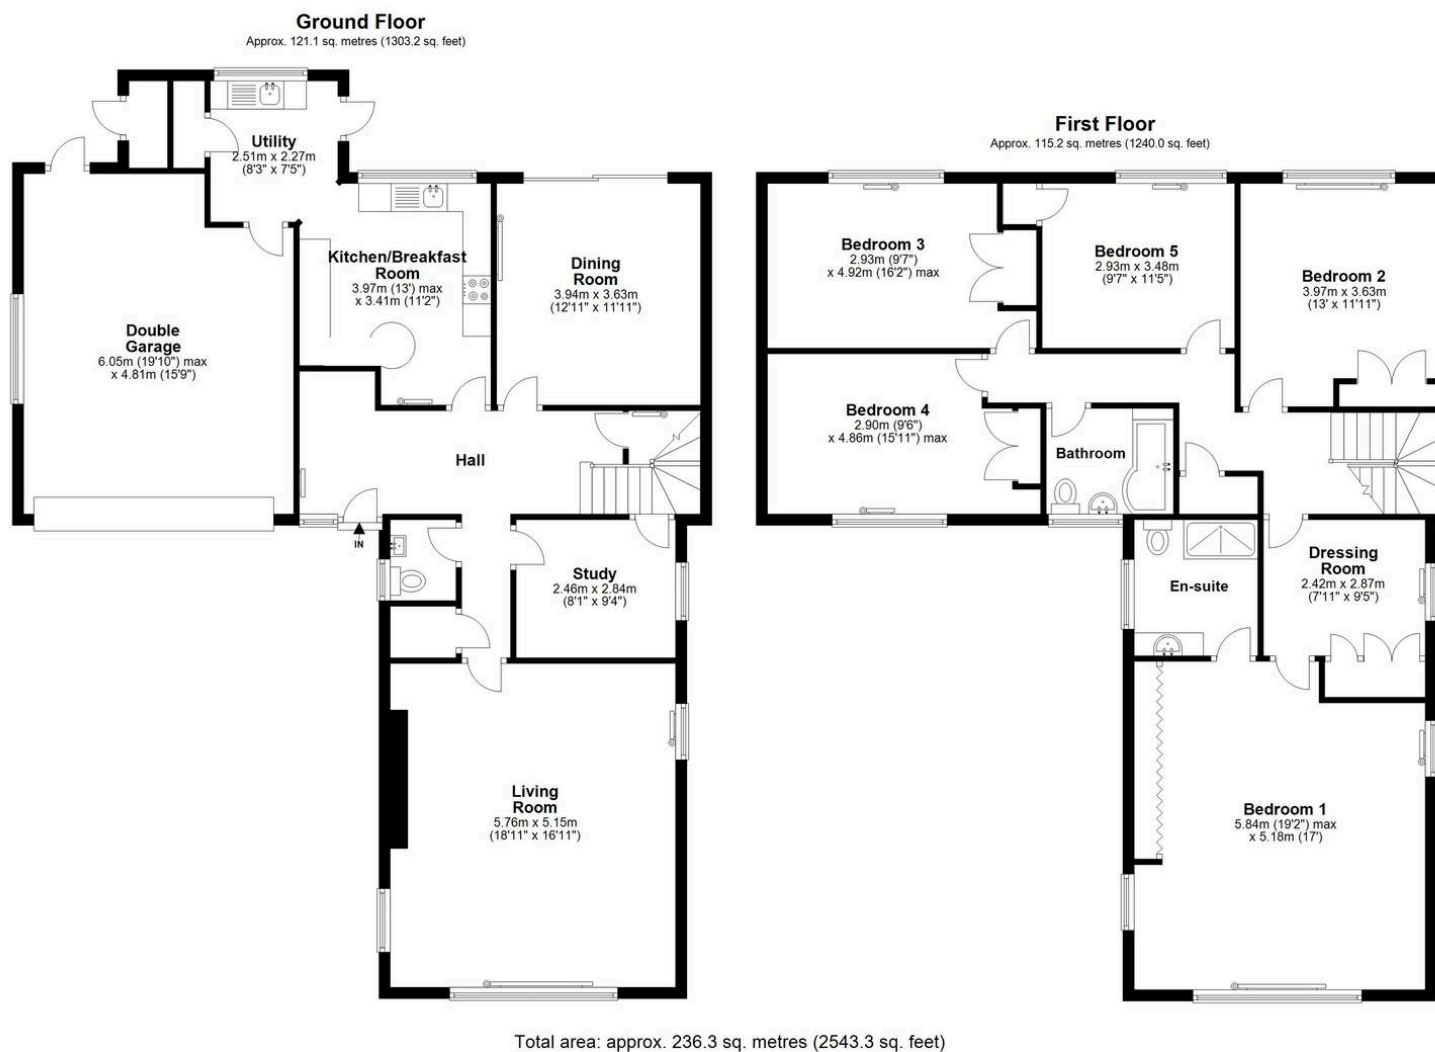 Ground Floor
Approx. 121.1 sq. metres (1303.2 sq. feet)
Utility
2.51m x 2.27m
(8'3" x 7'5")
Kitchen/Breakfast
Room
3.97m (13') max
x 3.41m (11'2")
Dining
Room
3.94m x 3.63m
(12'11" x 11'11")
Double
Garage
6.05m (19'10") max
x 4.81m (15'9")
Hall
IN
Study
2.46m x 2.84m
(8'1" x 9'4")
Living
Room
5.76m x 5.15m
(18'11" x 16'11")
First Floor
Approx. 115.2 sq. metres (1240.0 sq. feet)
Bedroom 3
2.93m (9'7")
x 4.92m (16'2") max
Bedroom 5
2.93m x 3.48m
(9'7" x 11'5")
Bedroom 2
3.97m x 3.63m
(13' x 11'11")
Bedroom 4
2.90m (9'6")
x 4.86m (15'11") max
Bathroom
En-suite
Dressing
Room
2.42m x 2.87m
(7'11" x 9'5")
Bedroom 1
5.84m (19'2") max
x 5.18m (17')
Total area: approx. 236.3 sq. metres (2543.3 sq. feet)